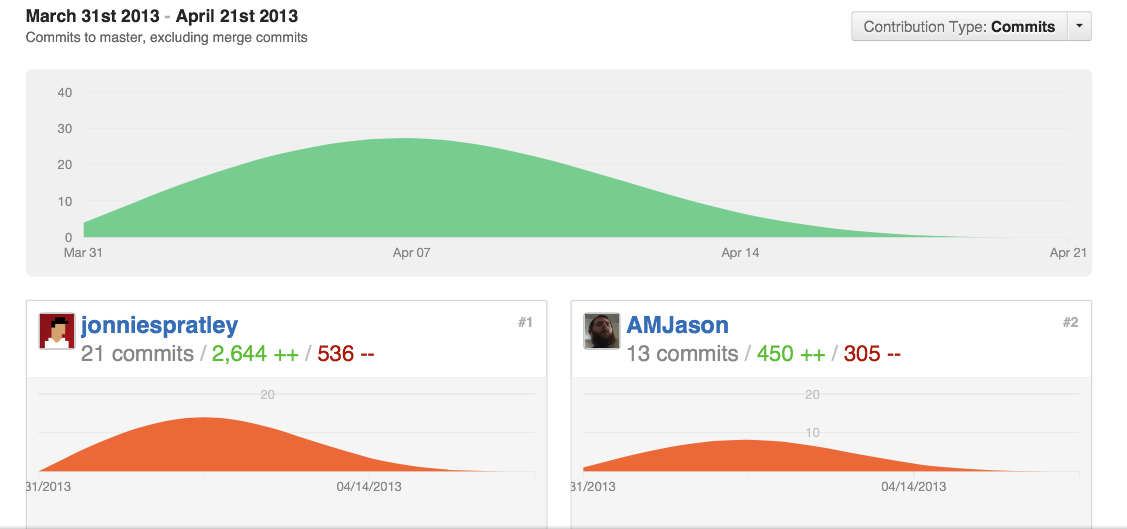 March 31st 2013 - April 21st 2013
Commits to master, excluding merge commits
Contribution Type: Commits
40
30
20
10
0
Mar 31
Apr 07
Apr 14
Apr 21
jonniespratley
#1
21 commits / 2,644 ++ / 536 --
20
31/2013
04/14/2013
AMJason
#2
13 commits / 450 ++ / 305 --
20
10
31/2013
04/14/2013